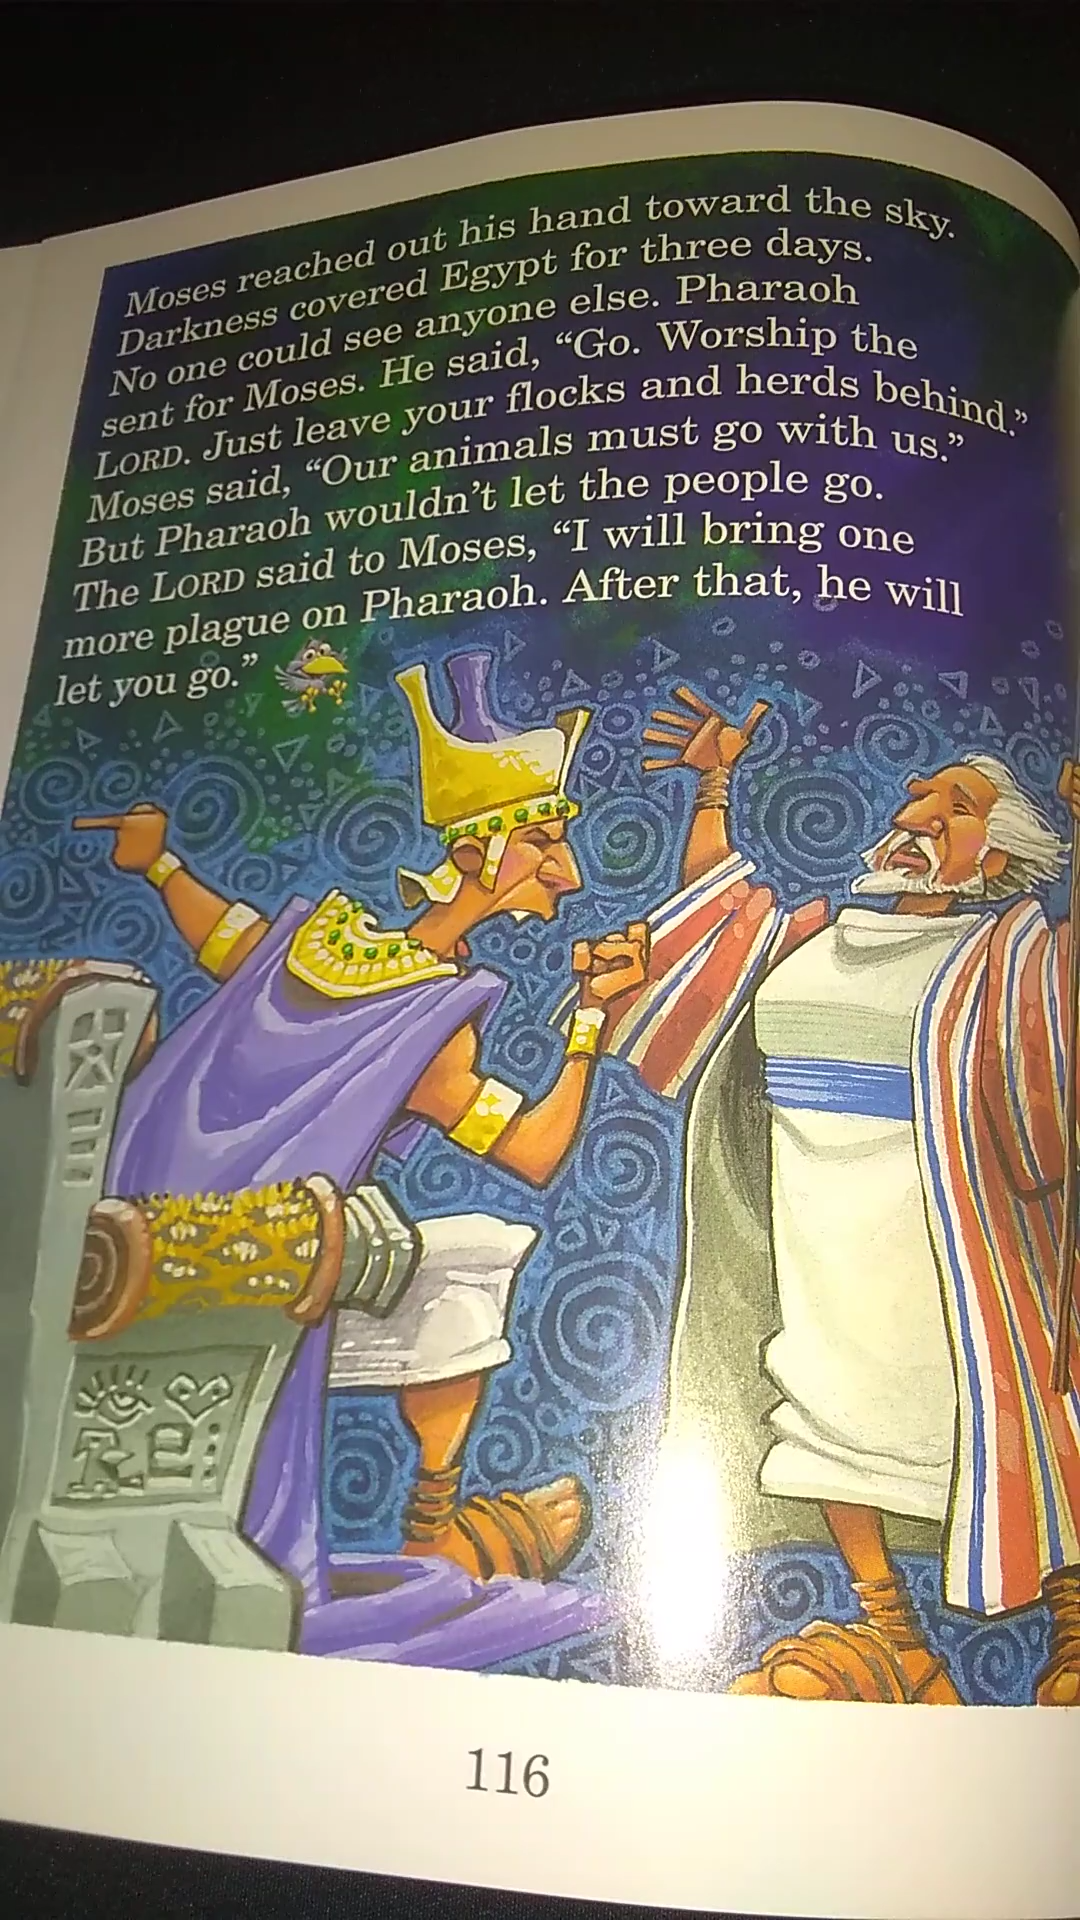 Moses reached out his hand toward the sky.
Darkness covered Egypt for three days.
No one could see anyone else. Pharaoh
sent for Moses. He said, “Go. Worship the
LORD. Just leave your flocks and herds behind.”
Moses said, “Our animals must go with us.”
But Pharaoh wouldn’t let the people go.
The LORD said to Moses, “I will bring one
more plague on Pharaoh. After that, he will
let you go.”
116